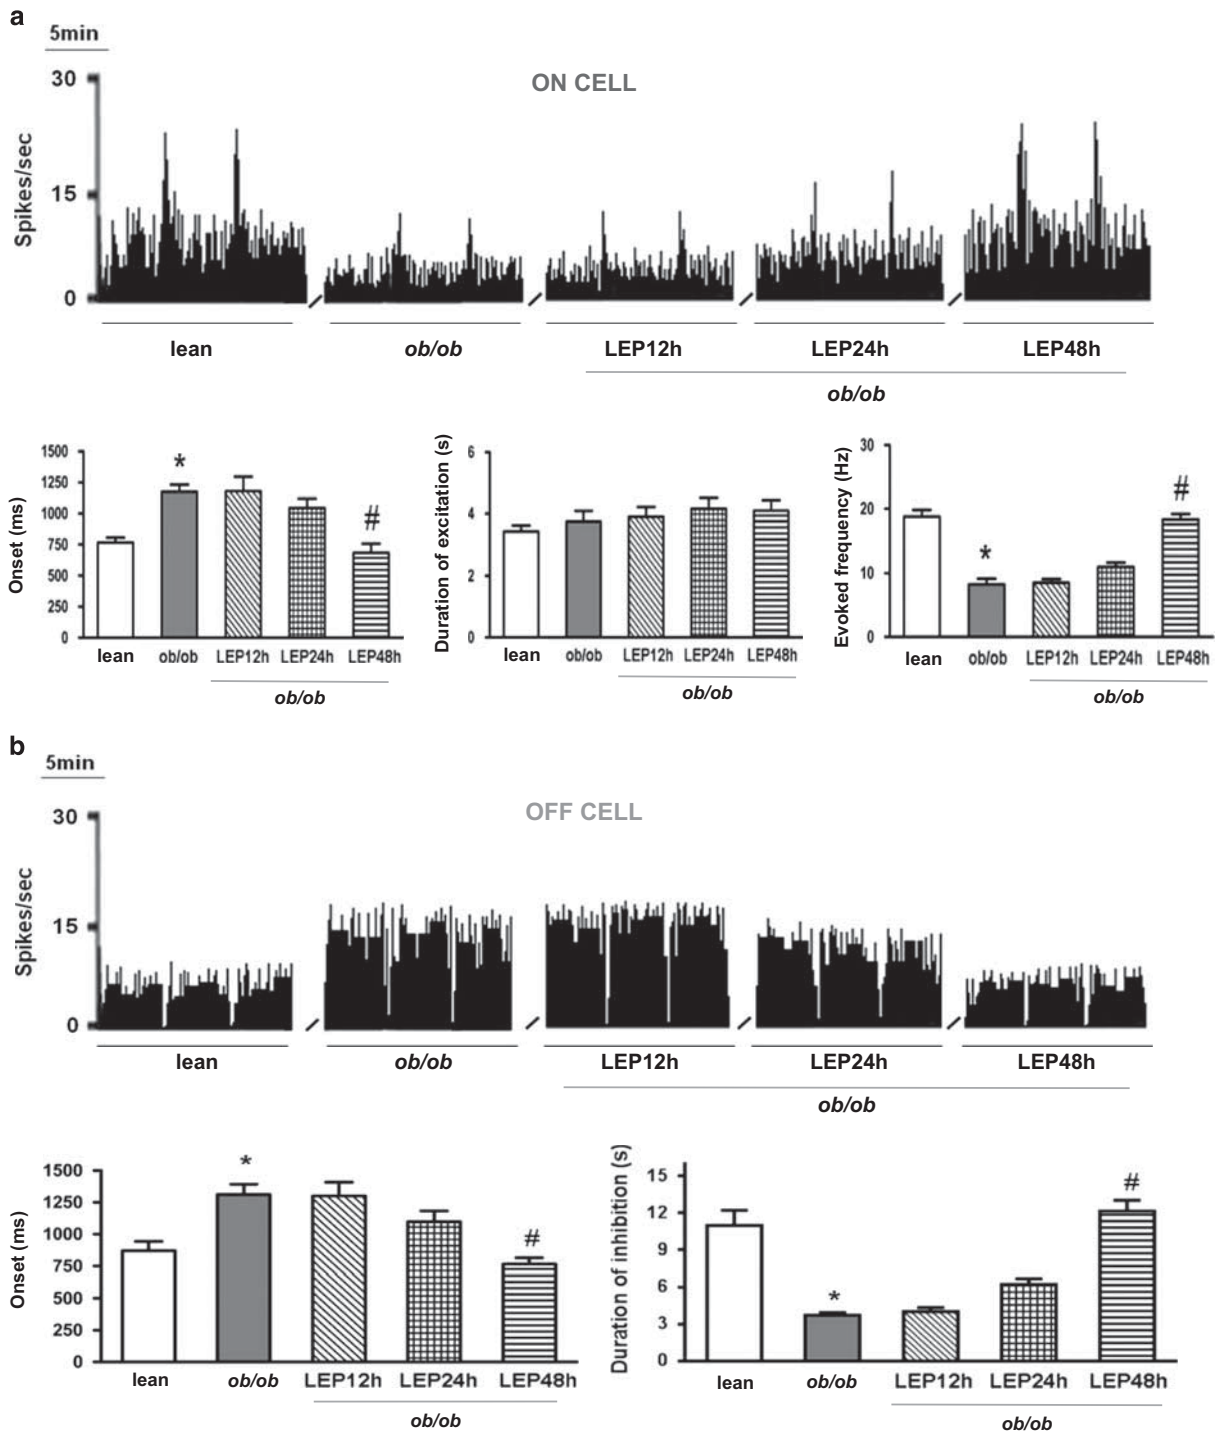 a
5min
30
ON CELL
Spikes/sec
15
0
lean
ob/ob
LEP12h
LEP24h
LEP48h
ob/ob
Onset (ms)
1500
1250
1000
750
500
250
0
*
#
lean
ob/ob
LEP12h
LEP24h
LEP48h
ob/ob
Duration of excitation (s)
6
4
2
0
lean
ob/ob
LEP12h
LEP24h
LEP48h
ob/ob
Evoked frequency (Hz)
30
20
10
0
*
#
lean
ob/ob
LEP12h
LEP24h
LEP48h
ob/ob
b
5min
30
OFF CELL
Spikes/sec
15
0
lean
ob/ob
LEP12h
LEP24h
LEP48h
ob/ob
Onset (ms)
1500
1250
1000
750
500
250
0
*
#
lean
ob/ob
LEP12h
LEP24h
LEP48h
ob/ob
Duration of inhibition (s)
15
12
9
6
3
0
*
#
lean
ob/ob
LEP12h
LEP24h
LEP48h
ob/ob